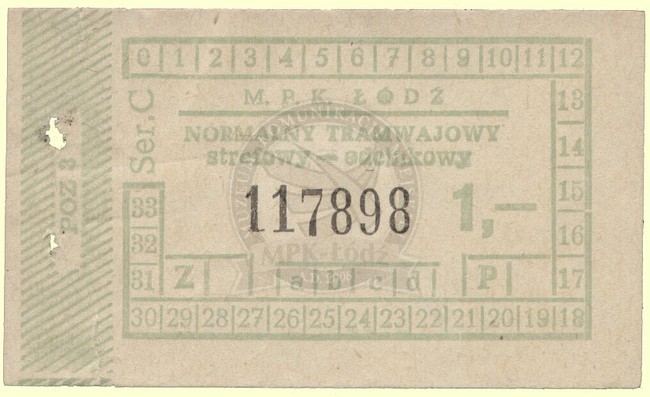 0 1 2 3 4 5 6 7 8 9 10 11 12
M. P. K. ŁÓDŹ
Ser. C
13
NORMALNY TRAMWAJOWY
strefowy – odcinkowy
14
117898
1,–
15
33
16
32
MPK-Łódź
31 Z a b c d P 17
30 29 28 27 26 25 24 23 22 21 20 19 18
POZ 3